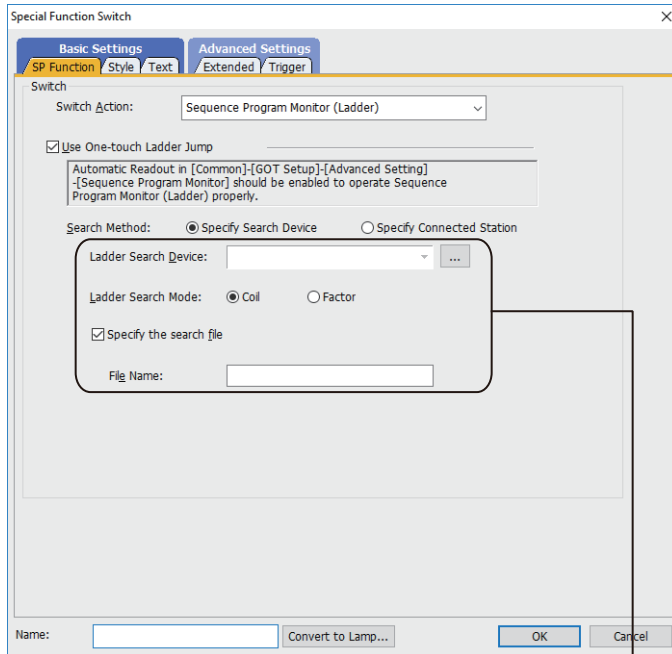 Special Function Switch
Basic Settings
Advanced Settings
SP Function
Style
Text
Extended
Trigger
Switch
Switch Action:
Sequence Program Monitor (Ladder)
Use One-touch Ladder Jump
Automatic Readout in [Common]-[GOT Setup]-[Advanced Setting]
-[Sequence Program Monitor] should be enabled to operate Sequence
Program Monitor (Ladder) properly.
Search Method:
Specify Search Device
Specify Connected Station
Ladder Search Device:
...
Ladder Search Mode:
Coil
Factor
Specify the search file
File Name:
Name:
Convert to Lamp...
OK
Cancel